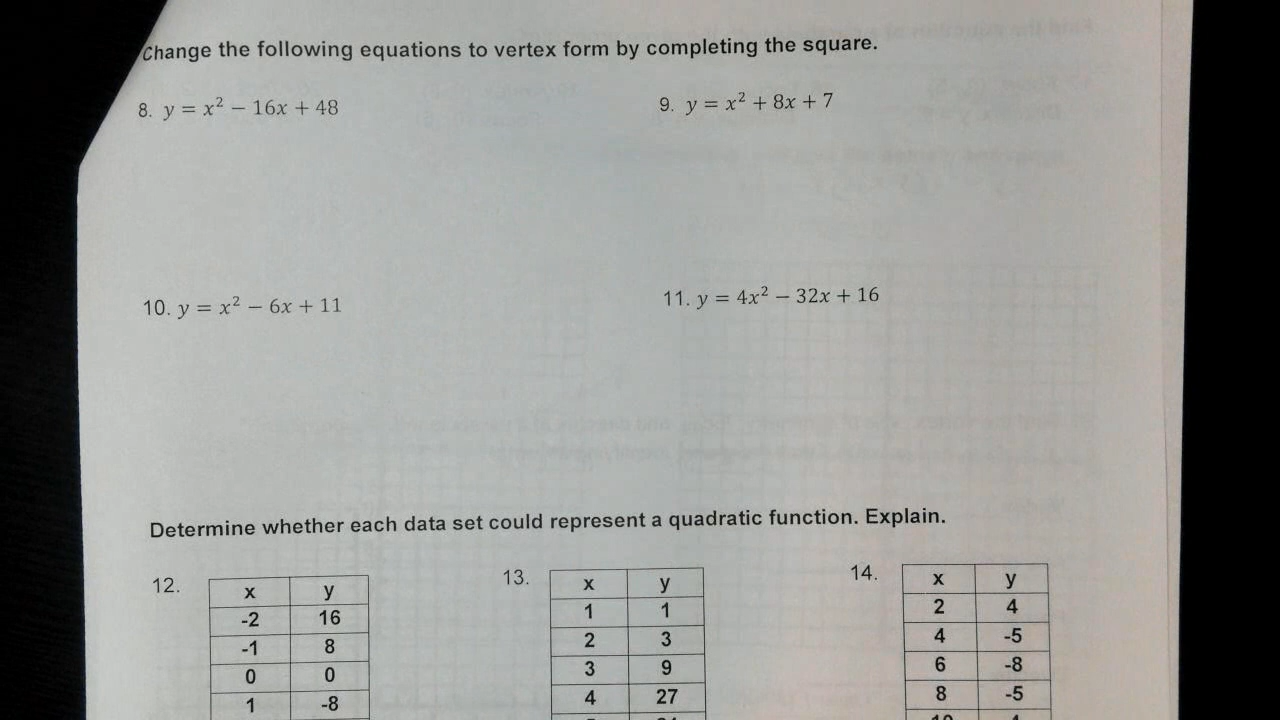 Change the following equations to vertex form by completing the square.
8. y = x² − 16x + 48
9. y = x² + 8x + 7
10. y = x² − 6x + 11
11. y = 4x² − 32x + 16
Determine whether each data set could represent a quadratic function. Explain.
12.
x y
-2 16
-1 8
0 0
1 -8
13.
x y
1 1
2 3
3 9
4 27
14.
x y
2 4
4 -5
6 -8
8 -5